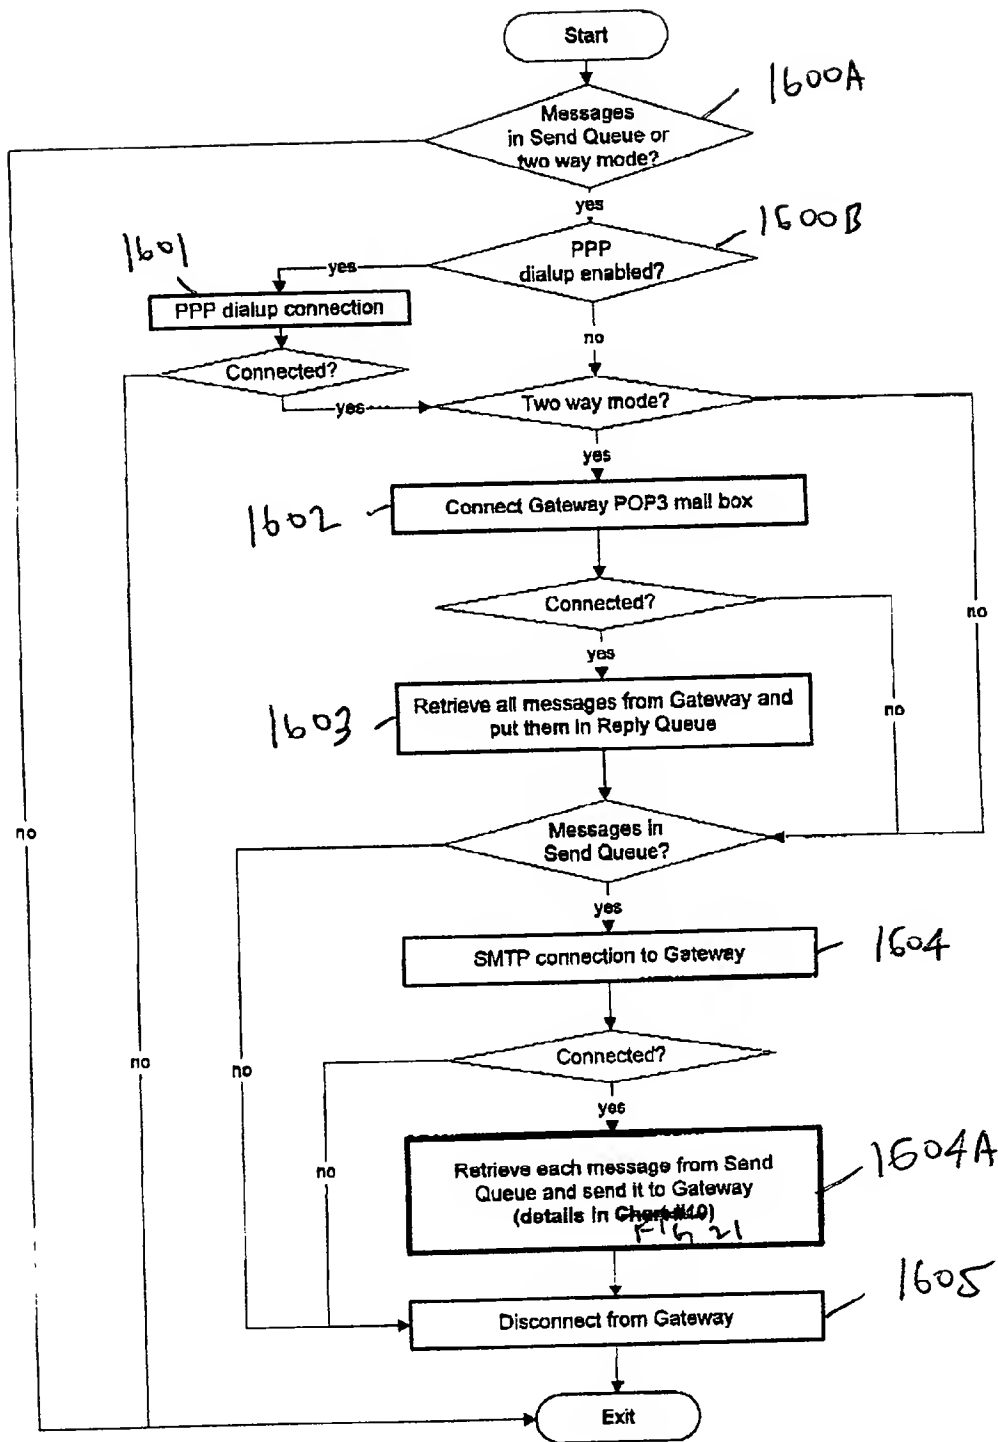 Start
1600A
Messages
in Send Queue or
two way mode?
yes
1600B
PPP
dialup enabled?
yes
1601
PPP dialup connection
no
Connected?
yes
Two way mode?
yes
1602
Connect Gateway POP3 mail box
Connected?
no
yes
1603
Retrieve all messages from Gateway and
put them in Reply Queue
no
no
Messages in
Send Queue?
yes
SMTP connection to Gateway
1604
Connected?
no
no
yes
no
Retrieve each message from Send
Queue and send it to Gateway
(details in Chart #10)
FIG 21
1604A
Disconnect from Gateway
1605
Exit